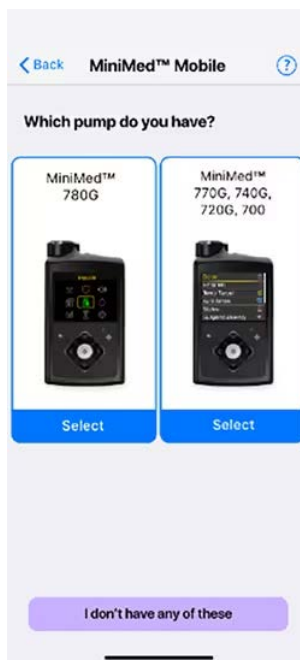 Back
MiniMed™ Mobile
?
Which pump do you have?
MiniMed™
780G
MiniMed™
770G, 740G,
720G, 700
Select
Select
I don't have any of these